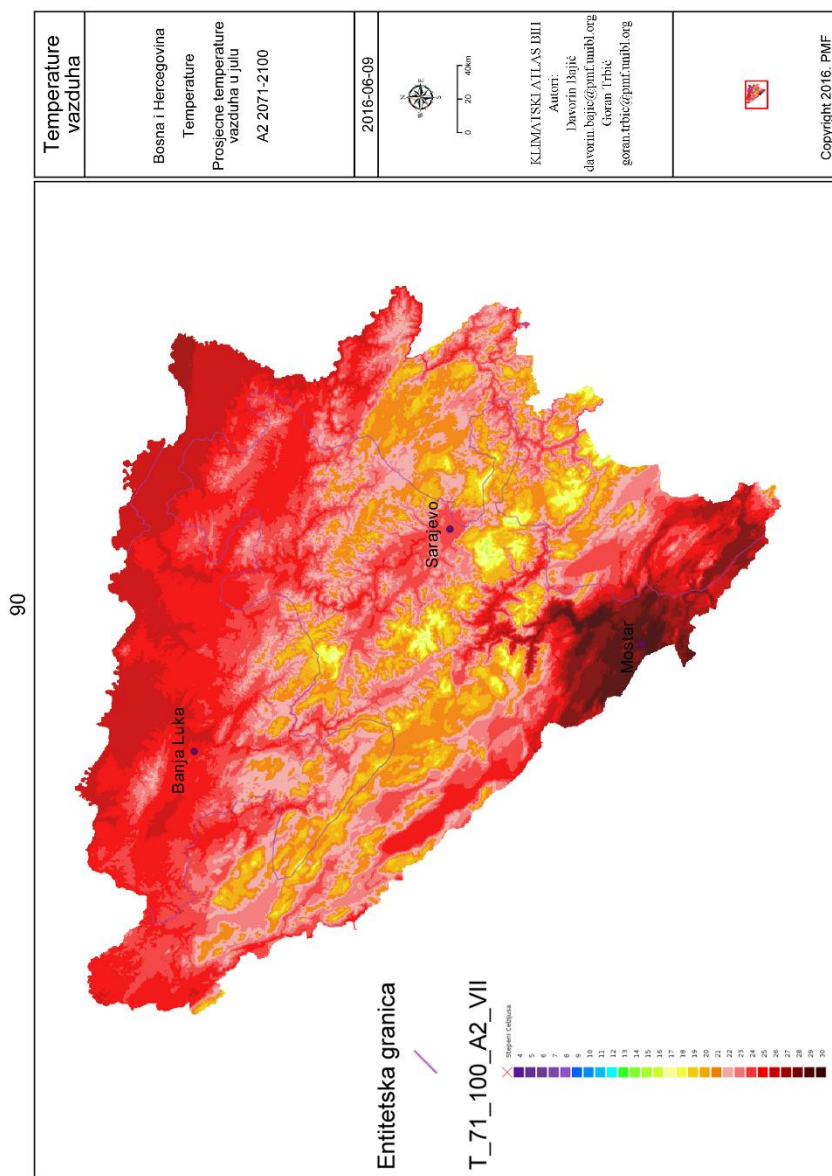 90
Temperature
vazduha
Bosna i Hercegovina
Temperature
Prosjecne temperature
vazduha u julu
A2 2071-2100
2016-06-09
N
W E
S
0 20 40km
KLIMATSKI ATLAS BIH
Autori:
Davorin Bajić
davorin.bajic@pmf.unibl.org
Goran Trbić
goran.trbic@pmf.unibl.org
Copyright 2016. PMF
Banja Luka
Sarajevo
Mostar
Entitetska granica
T_71_100_A2_VII
Stepeni Celzijusa
4
5
6
7
8
9
10
11
12
13
14
15
16
17
18
19
20
21
22
23
24
25
26
27
28
29
30